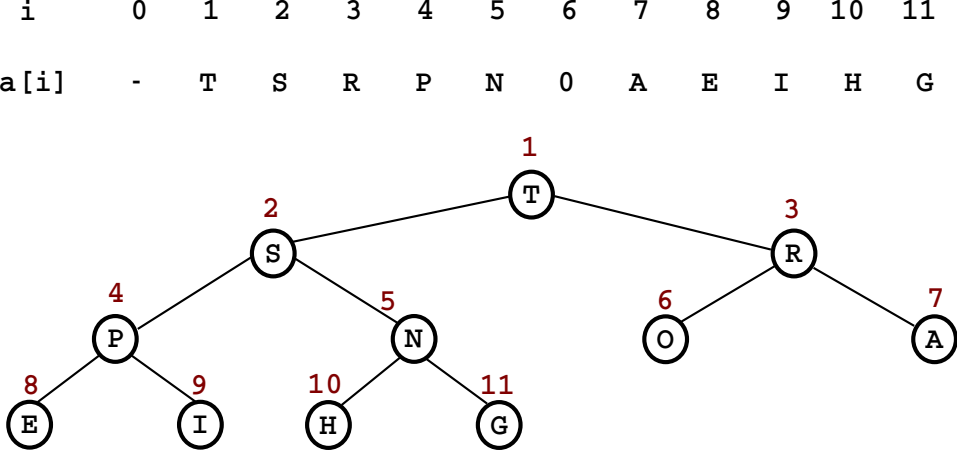 i 0 1 2 3 4 5 6 7 8 9 10 11
a[i] - T S R P N 0 A E I H G
1
T
2 3
S R
4 5 6 7
P N O A
8 9 10 11
E I H G